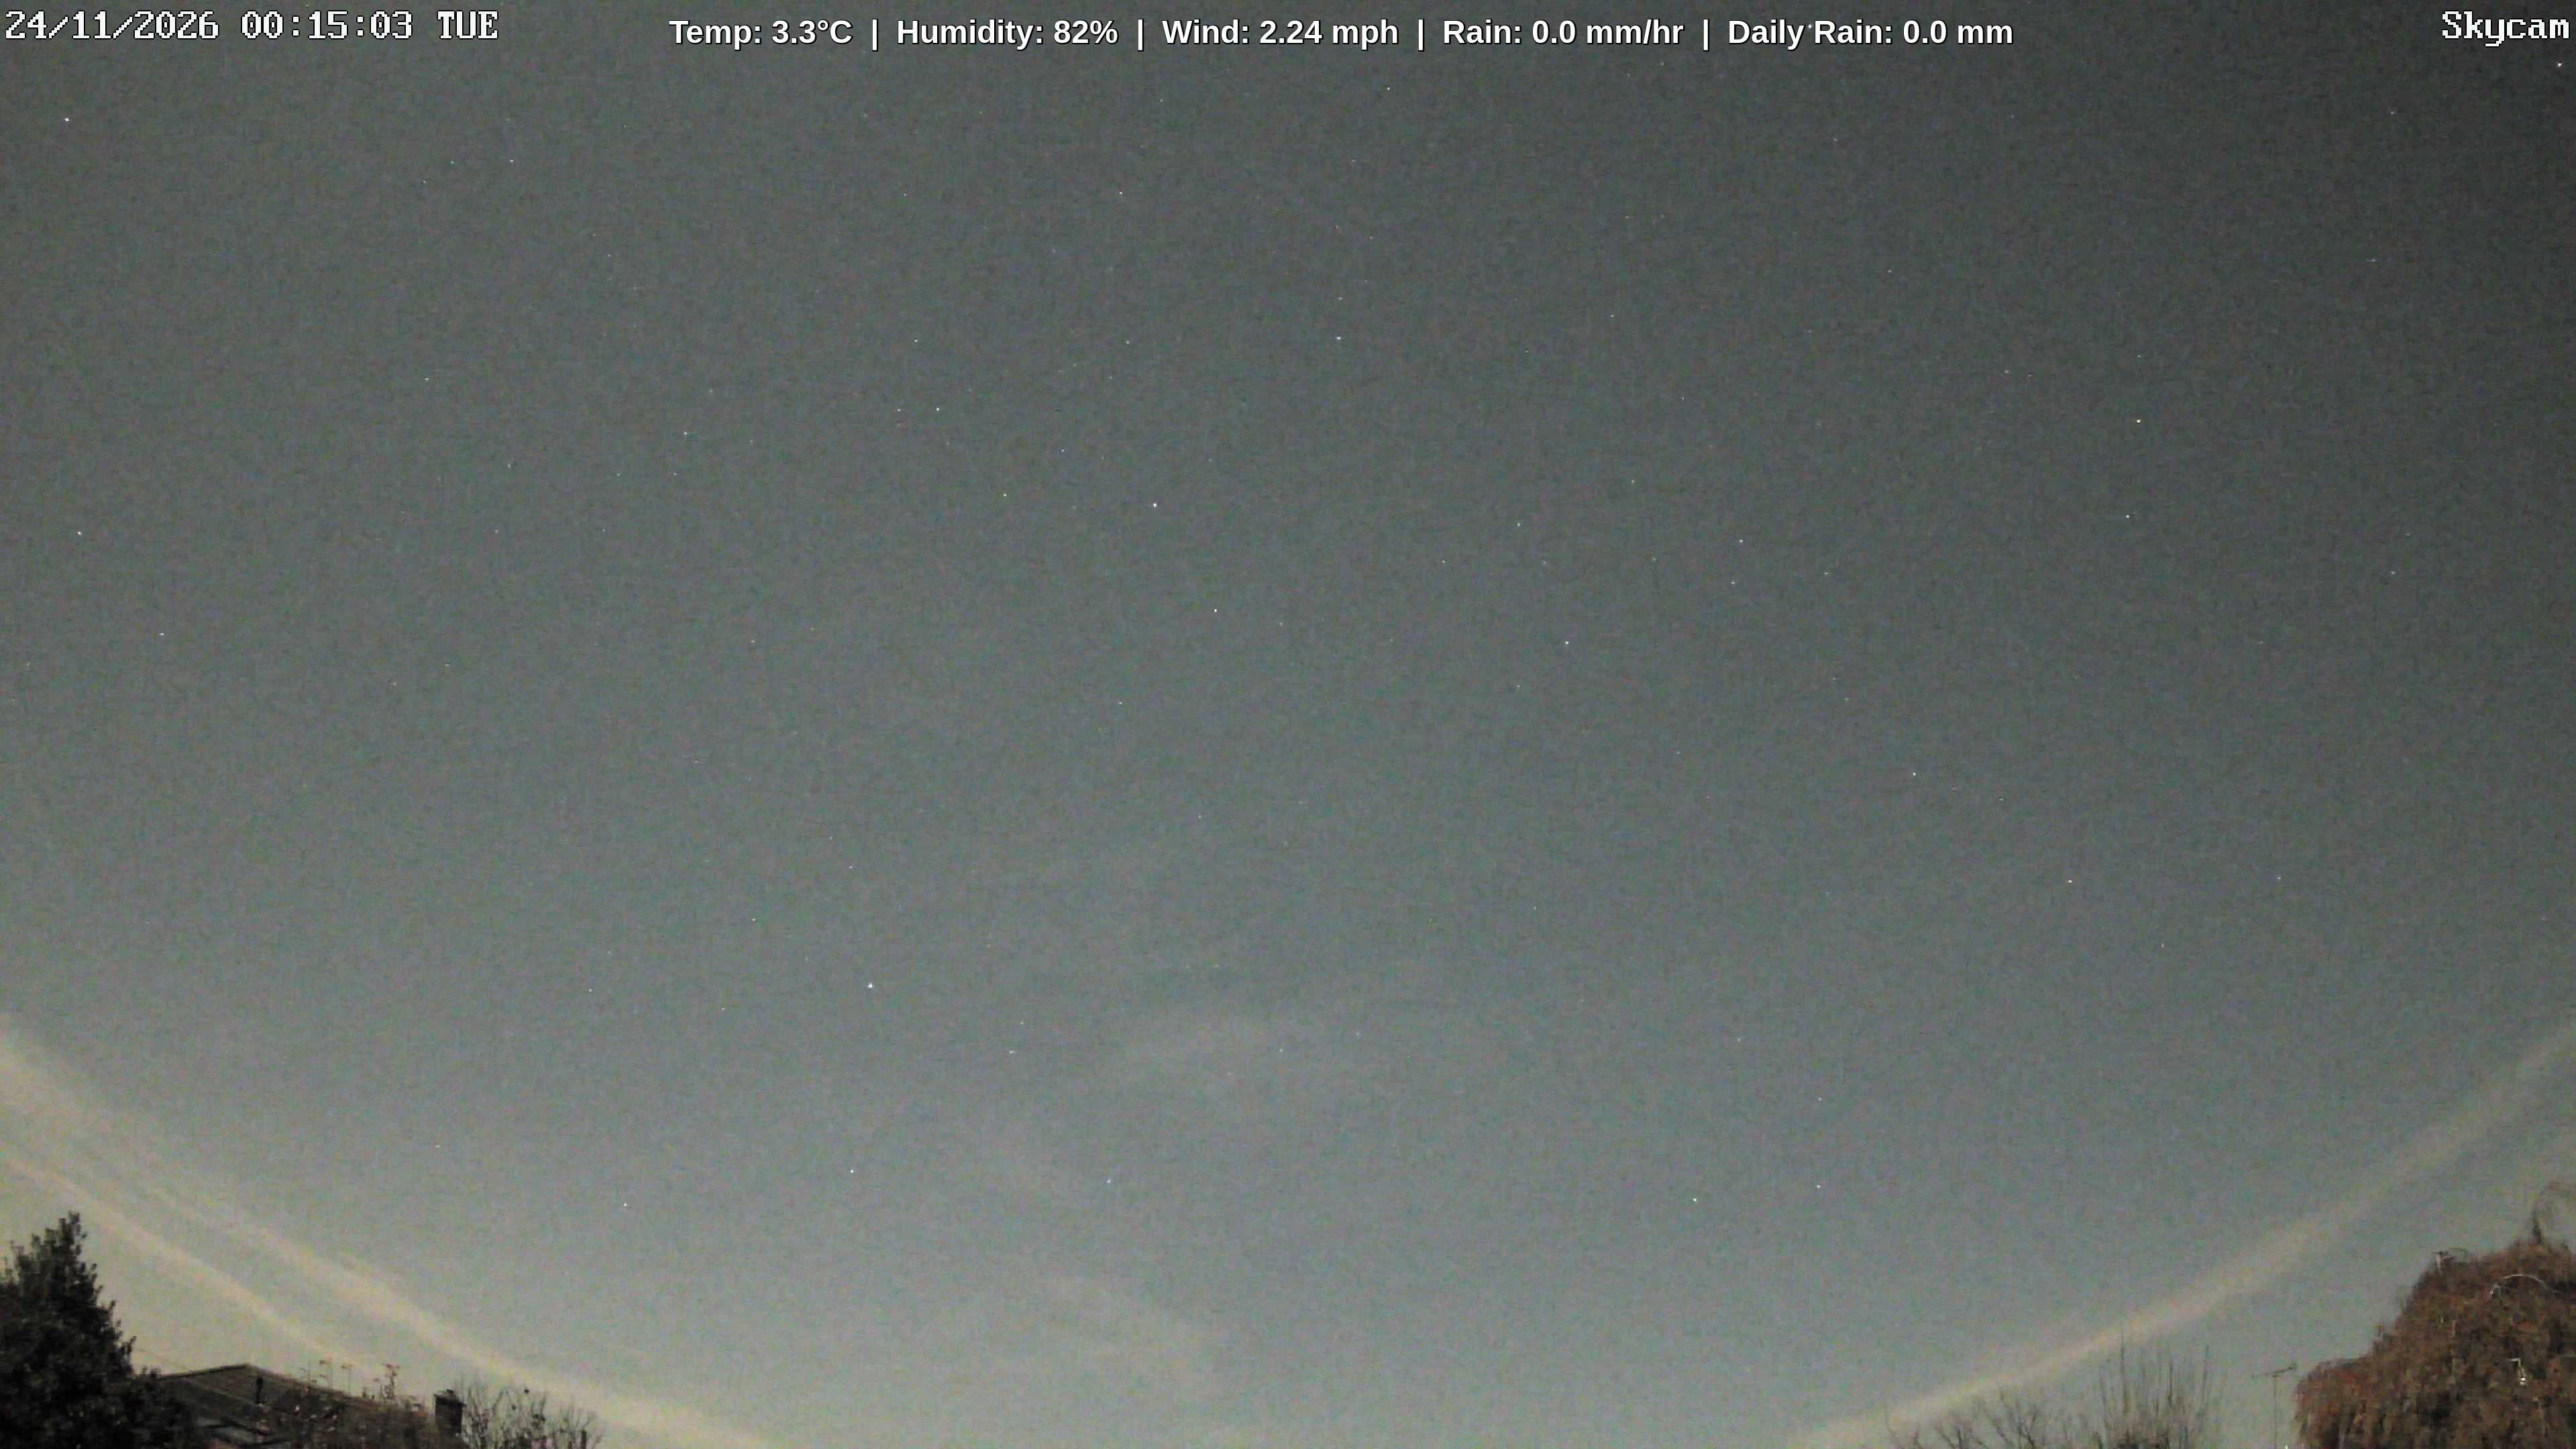 24/11/2026 00:15:03 TUE
Temp: 3.3°C | Humidity: 82% | Wind: 2.24 mph | Rain: 0.0 mm/hr | Daily Rain: 0.0 mm
Skycam